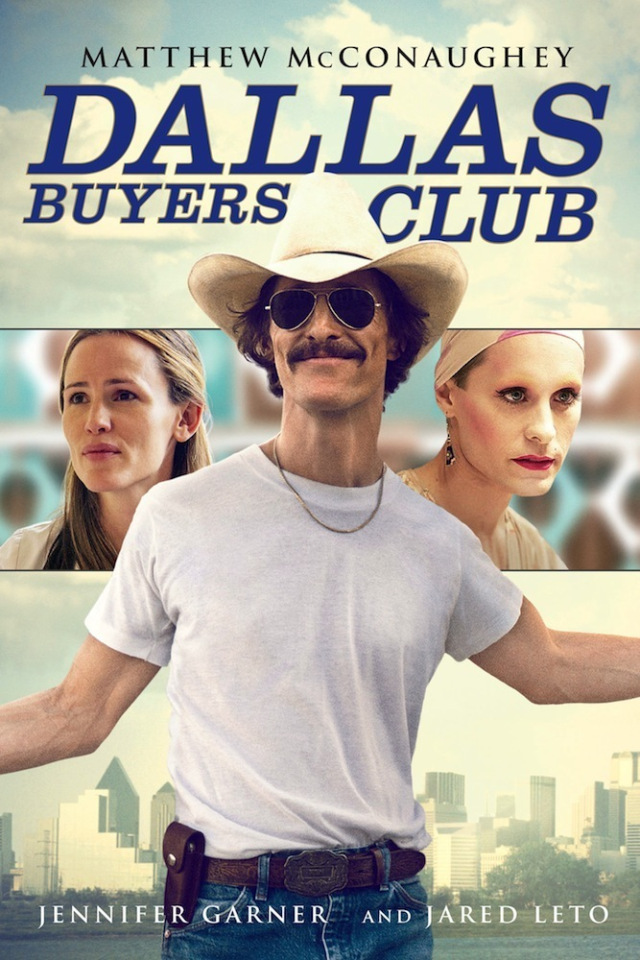 MATTHEW McCONAUGHEY
DALLAS
BUYERS CLUB
JENNIFER GARNER AND JARED LETO